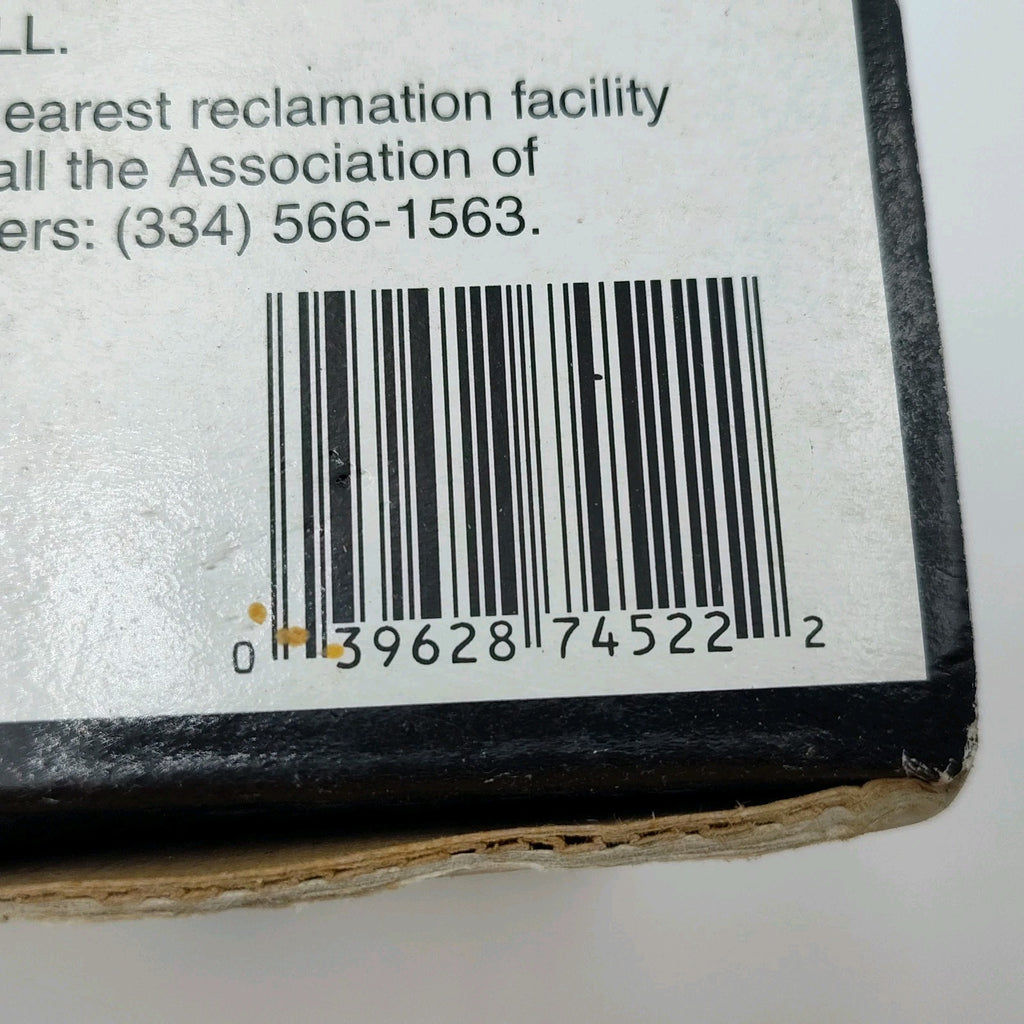 LL.
earest reclamation facility
all the Association of
ers: (334) 566-1563.
0 39628 74522 2